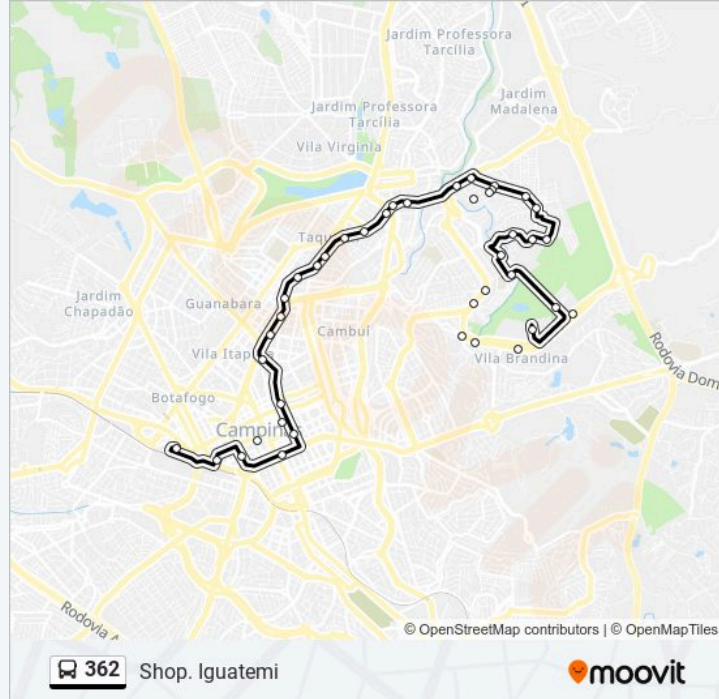 Jardim Professora
Tarcília
Jardim
Madalena
Jardim Professora
Tarcília
Vila Virgínia
Taqu
Jardim
Chapadão
Guanabara
Cambuí
Vila Itap
Vila Brandina
Rodovia Dom
Botafogo
Campin
Rodovia A
© OpenStreetMap contributors | © OpenMapTiles
362 Shop. Iguatemi
moovit